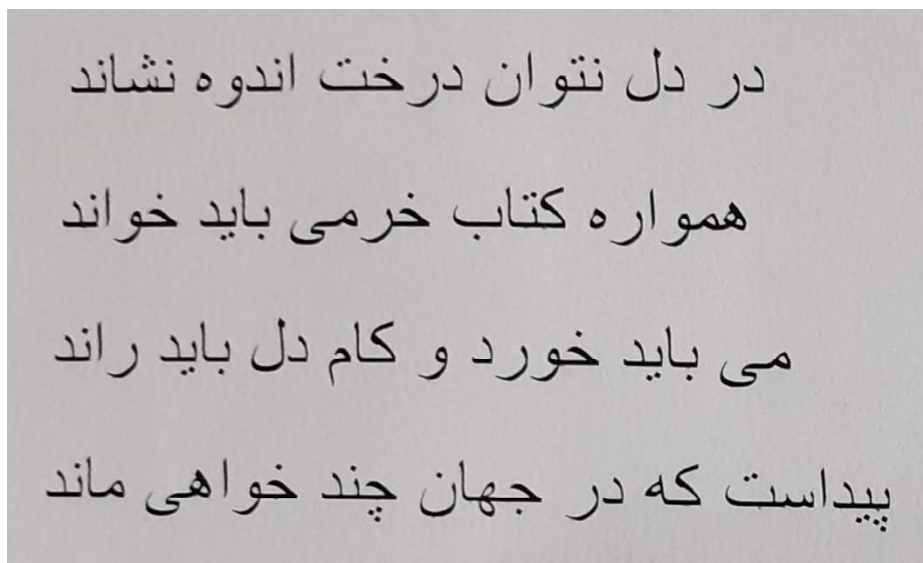 در دل نتوان درخت اندوه نشاند
همواره کتاب خرمی باید خواند
می باید خورد و کام دل باید راند
پیداست که در جهان چند خواهی ماند